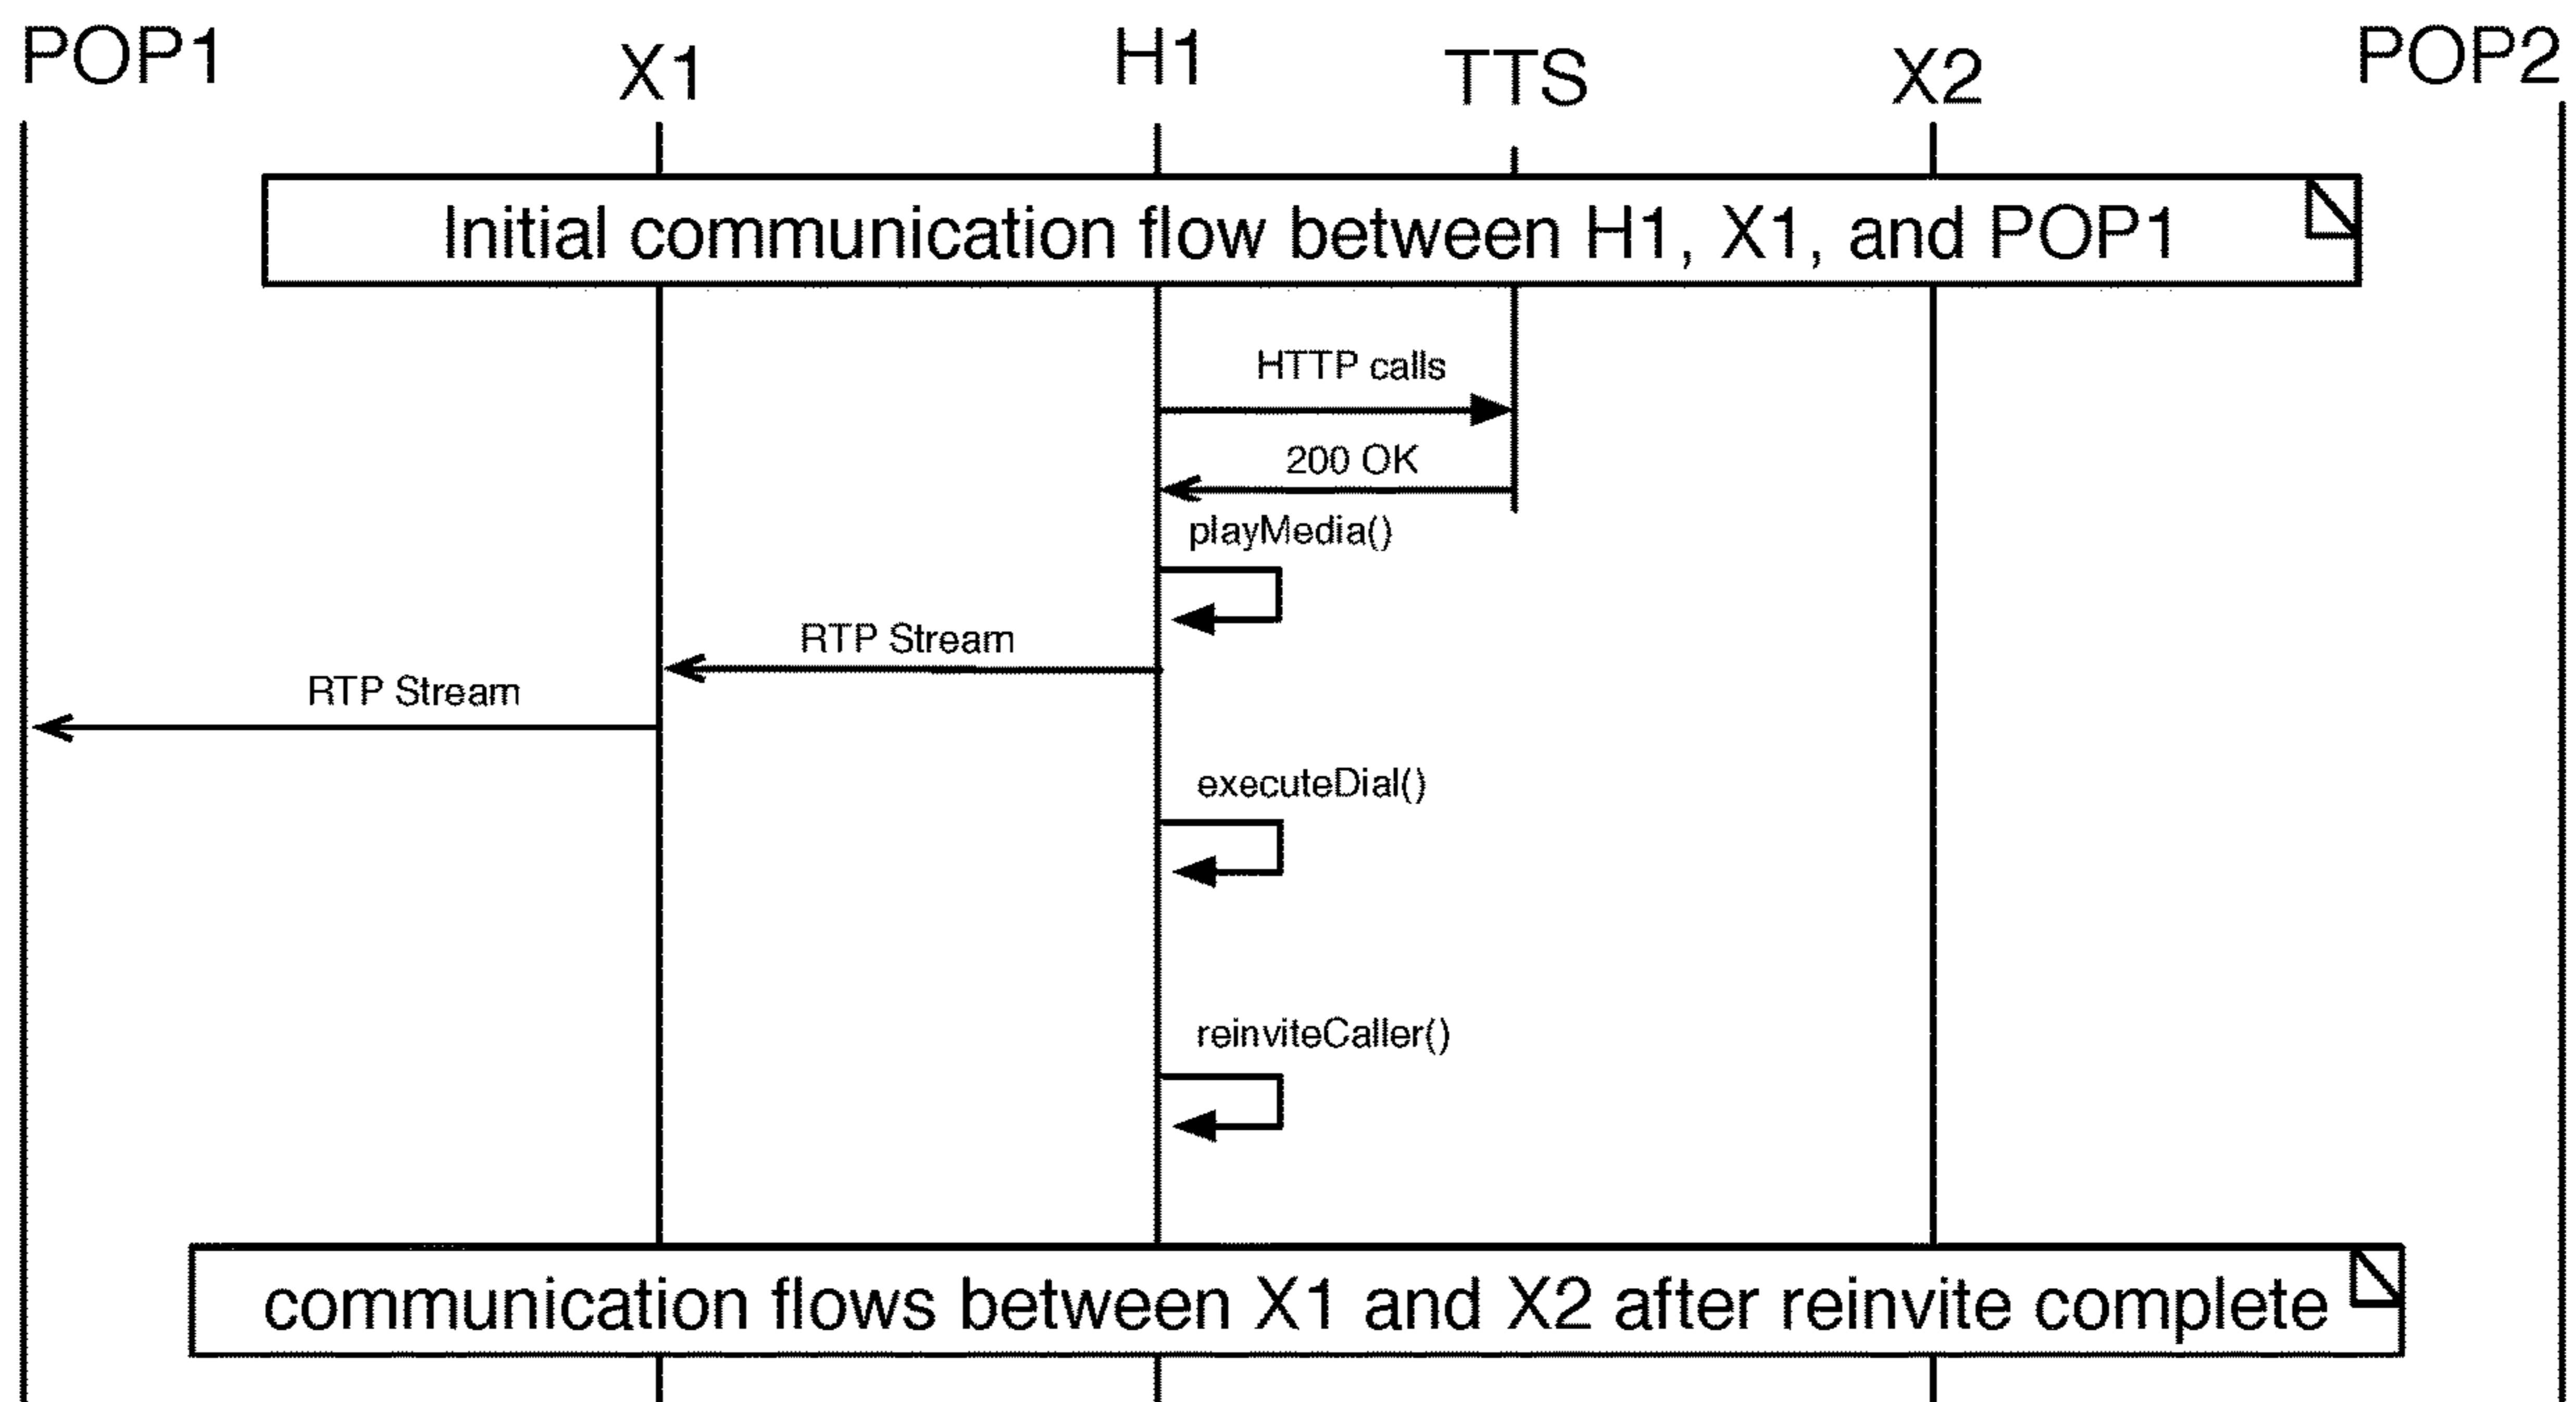 POP1
X1
H1
TTS
X2
POP2
Initial communication flow between H1, X1, and POP1
HTTP calls
200 OK
playMedia()
RTP Stream
RTP Stream
executeDial()
reinviteCaller()
communication flows between X1 and X2 after reinvite complete